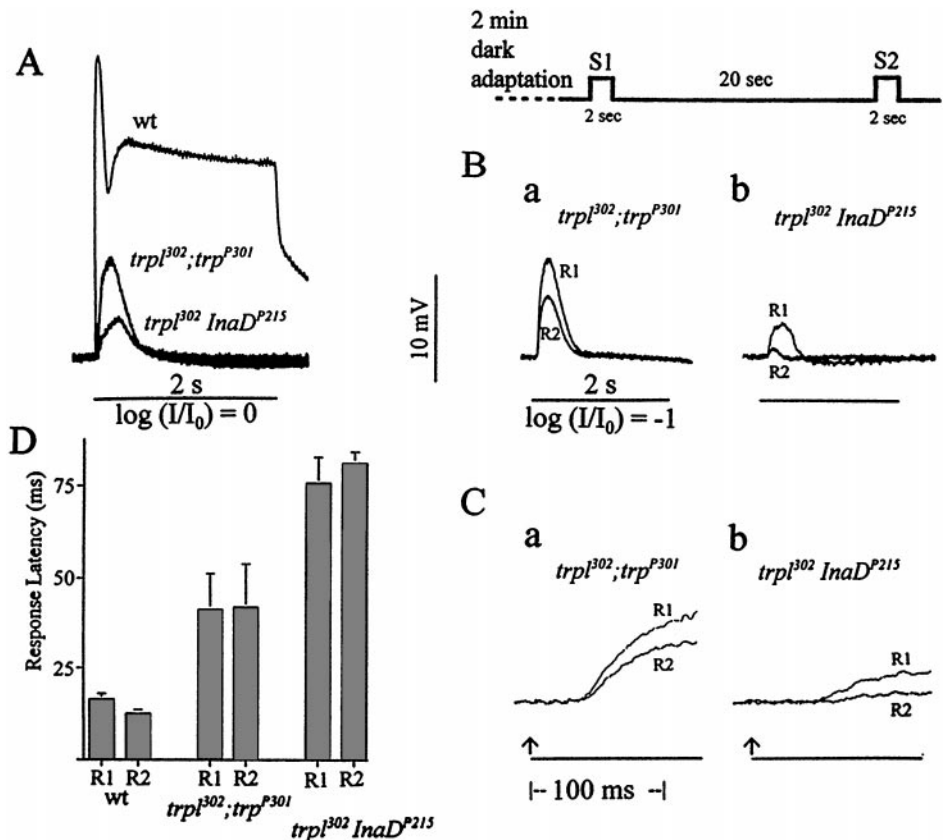 A
wt
trpl³⁰²;trpᴾ³⁰¹
trpl³⁰² InaDᴾ²¹⁵
2 s
log (I/I₀) = 0
10 mV
2 min
dark
adaptation
S1
20 sec
S2
2 sec
2 sec
B
a
trpl³⁰²;trpᴾ³⁰¹
R1
R2
2 s
log (I/I₀) = -1
b
trpl³⁰² InaDᴾ²¹⁵
R1
R2
D
Response Latency (ms)
75
50
25
R1 R2 R1 R2 R1 R2
wt
trpl³⁰²;trpᴾ³⁰¹
trpl³⁰² InaDᴾ²¹⁵
C
a
trpl³⁰²;trpᴾ³⁰¹
R1
R2
|-- 100 ms --|
b
trpl³⁰² InaDᴾ²¹⁵
R1
R2